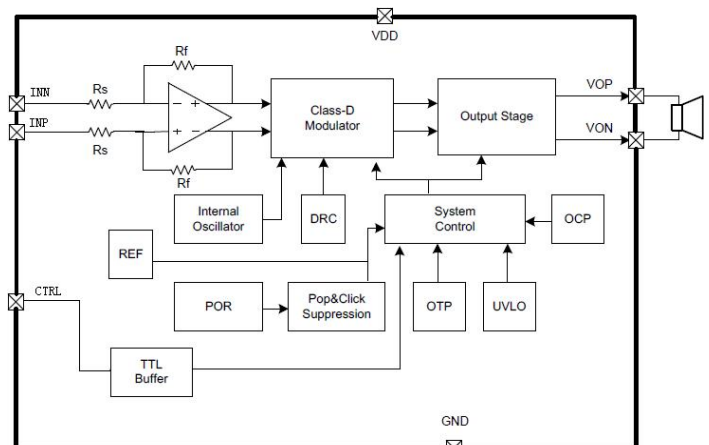 VDD
Rf
INN
Rs
− +
VOP
Class-D
Modulator
Output Stage
INP
+ −
VON
Rs
Rf
Internal
Oscillator
DRC
System
Control
OCP
REF
CTRL
POR
Pop&Click
Suppression
OTP
UVLO
TTL
Buffer
GND